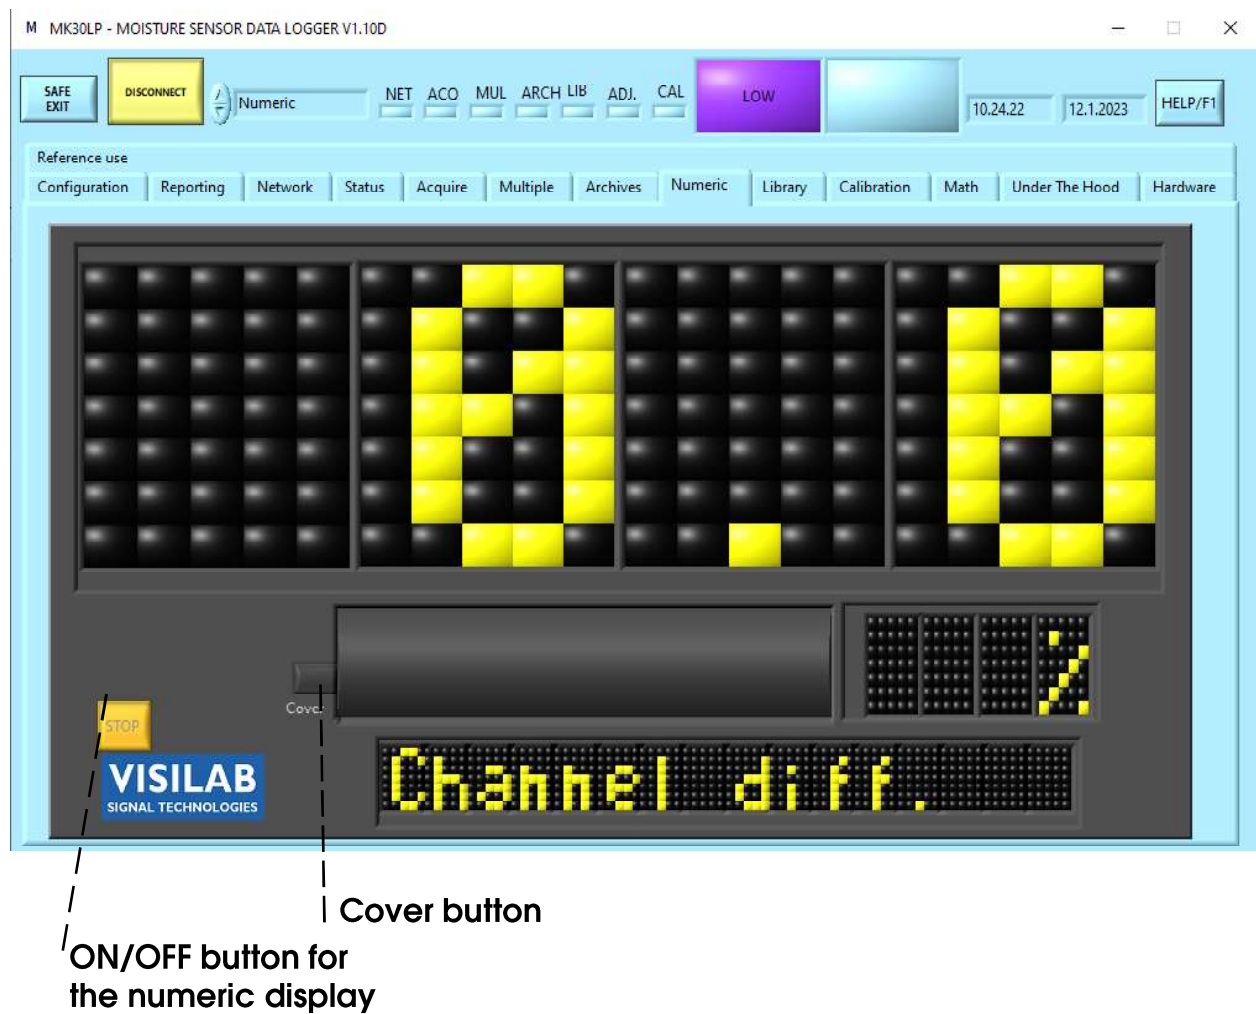 M MK30LP - MOISTURE SENSOR DATA LOGGER V1.10D
SAFE
EXIT
DISCONNECT
Numeric
NET ACQ MUL ARCH LIB ADJ. CAL
LOW
10.24.22
12.1.2023
HELP/F1
Reference use
Configuration Reporting Network Status Acquire Multiple Archives Numeric Library Calibration Math Under The Hood Hardware
0.0
%
Cover
STOP
VISILAB
SIGNAL TECHNOLOGIES
Channel diff.
Cover button
ON/OFF button for
the numeric display